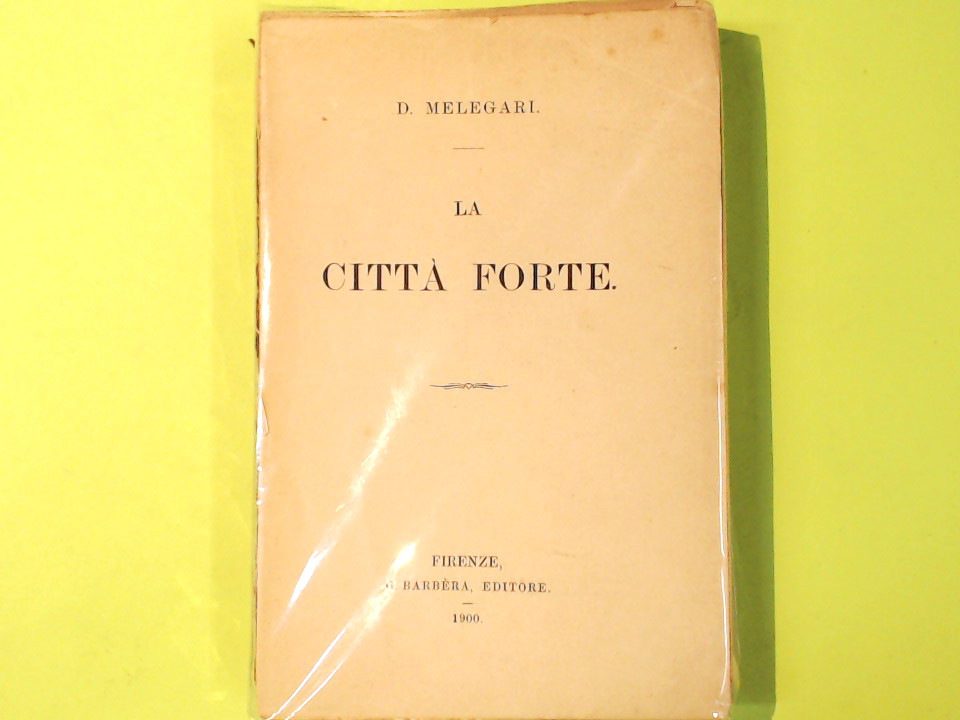 D. MELEGARI.
LA
CITTÀ FORTE.
FIRENZE,
G. BARBÈRA, EDITORE.
1900.